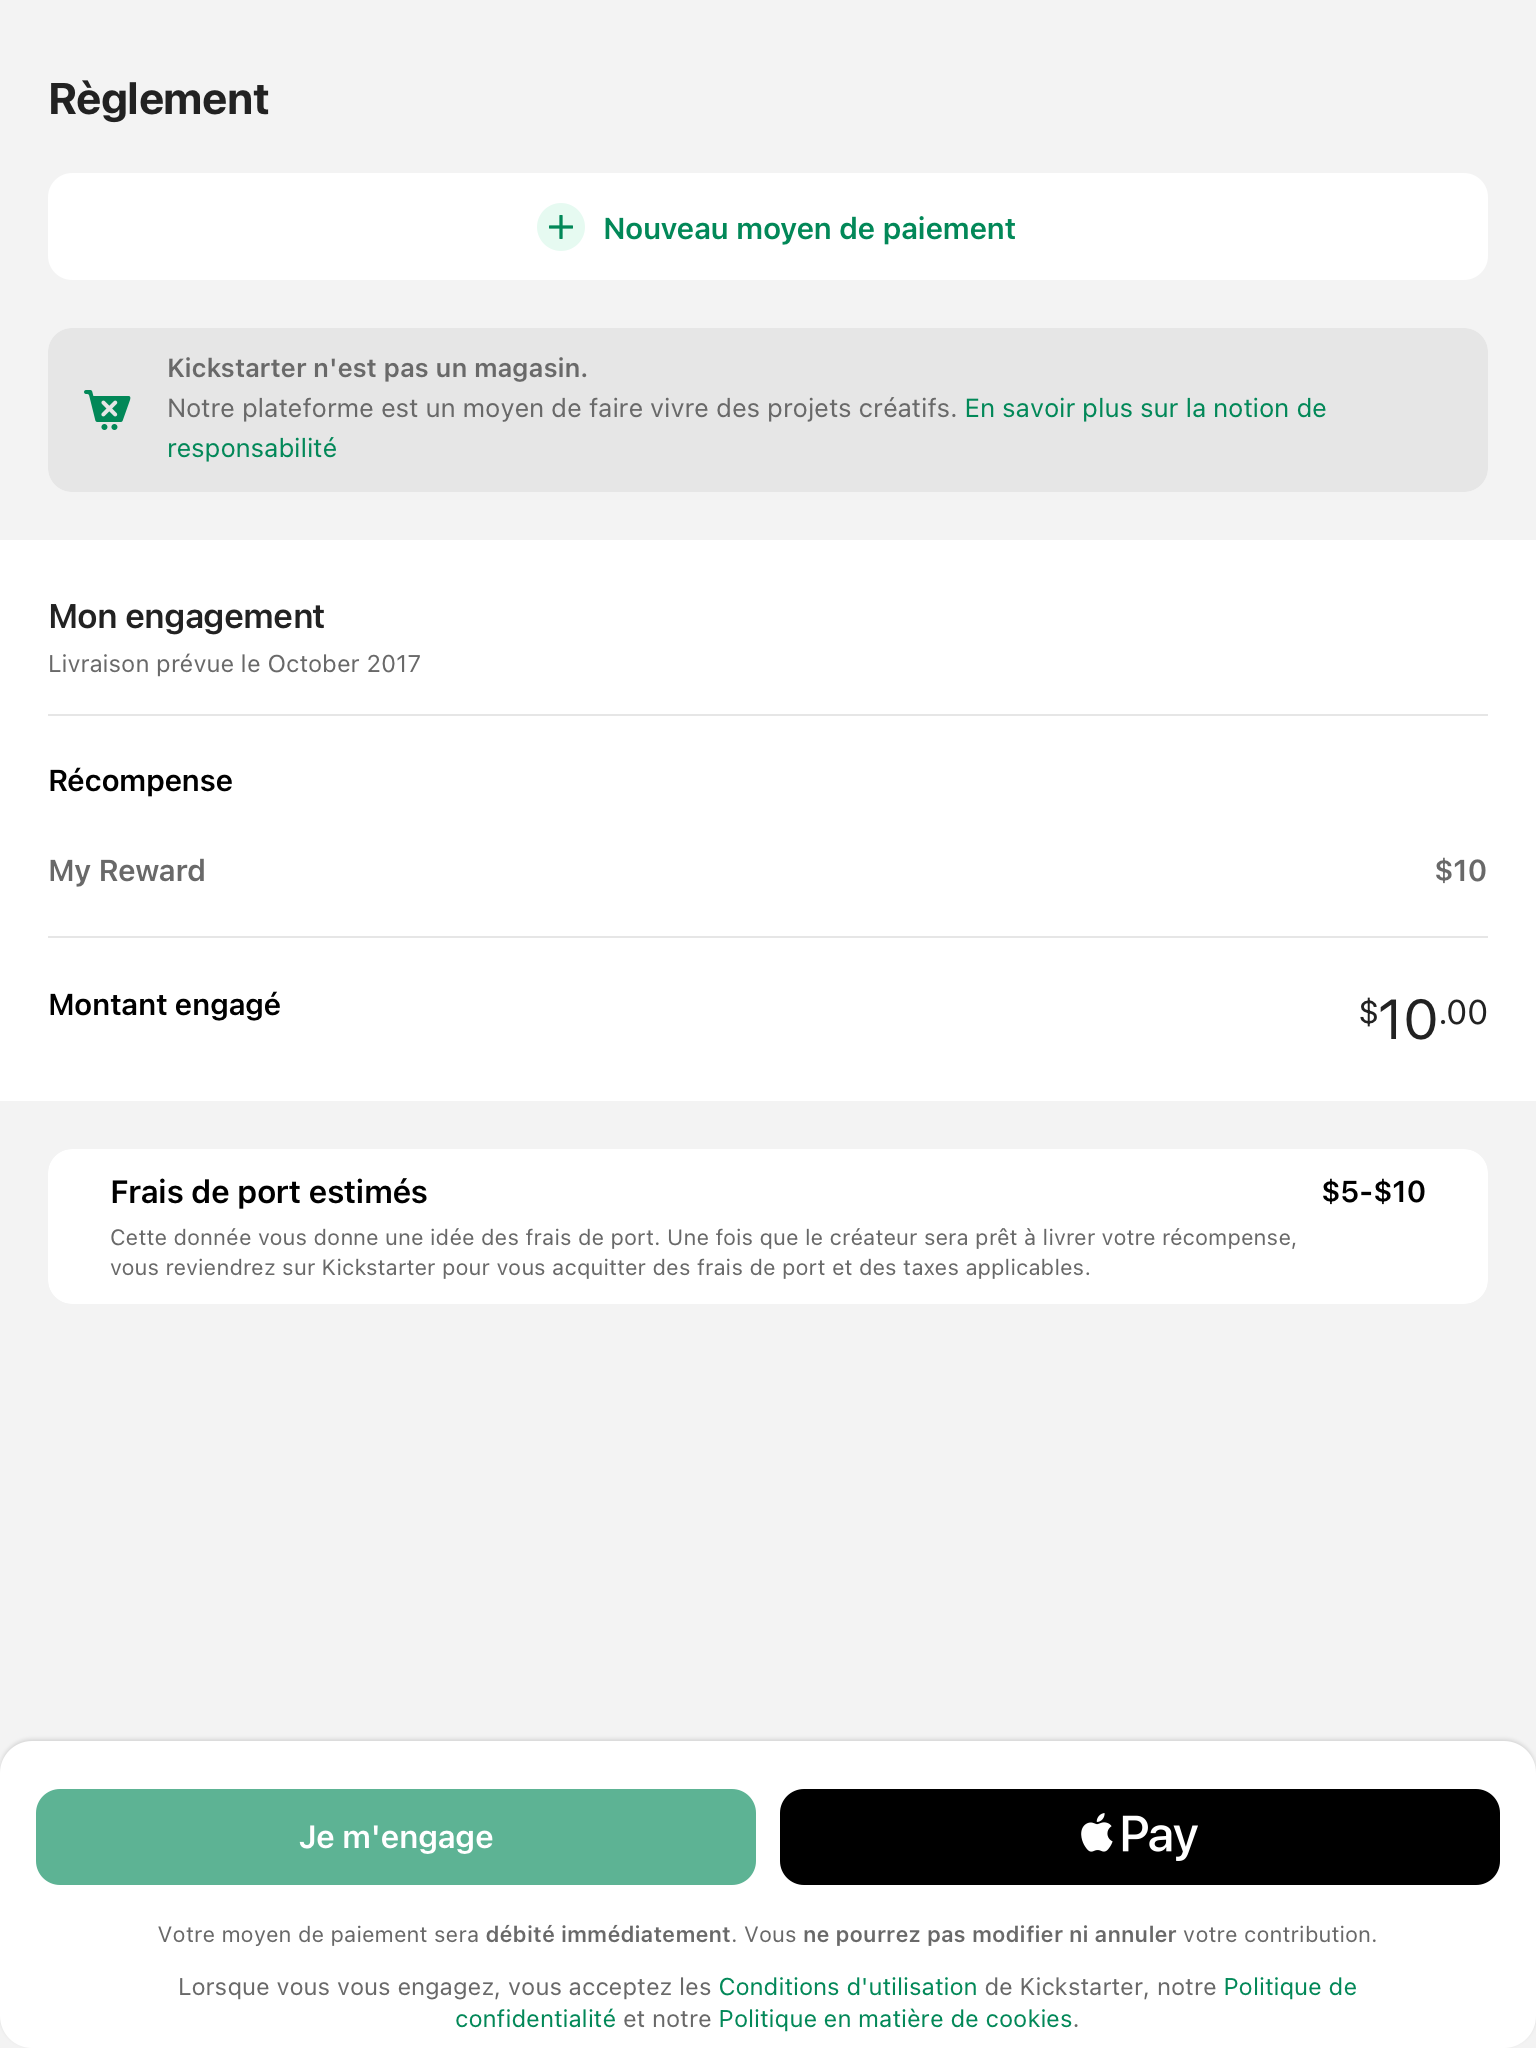 Règlement
Nouveau moyen de paiement
Kickstarter n'est pas un magasin.
Notre plateforme est un moyen de faire vivre des projets créatifs. En savoir plus sur la notion de
responsabilité
Mon engagement
Livraison prévue le October 2017
Récompense
My Reward $10
Montant engagé $10.00
Frais de port estimés $5-$10
Cette donnée vous donne une idée des frais de port. Une fois que le créateur sera prêt à livrer votre récompense,
vous reviendrez sur Kickstarter pour vous acquitter des frais de port et des taxes applicables.
Je m'engage
Pay
Votre moyen de paiement sera débité immédiatement. Vous ne pourrez pas modifier ni annuler votre contribution.
Lorsque vous vous engagez, vous acceptez les Conditions d'utilisation de Kickstarter, notre Politique de
confidentialité et notre Politique en matière de cookies.